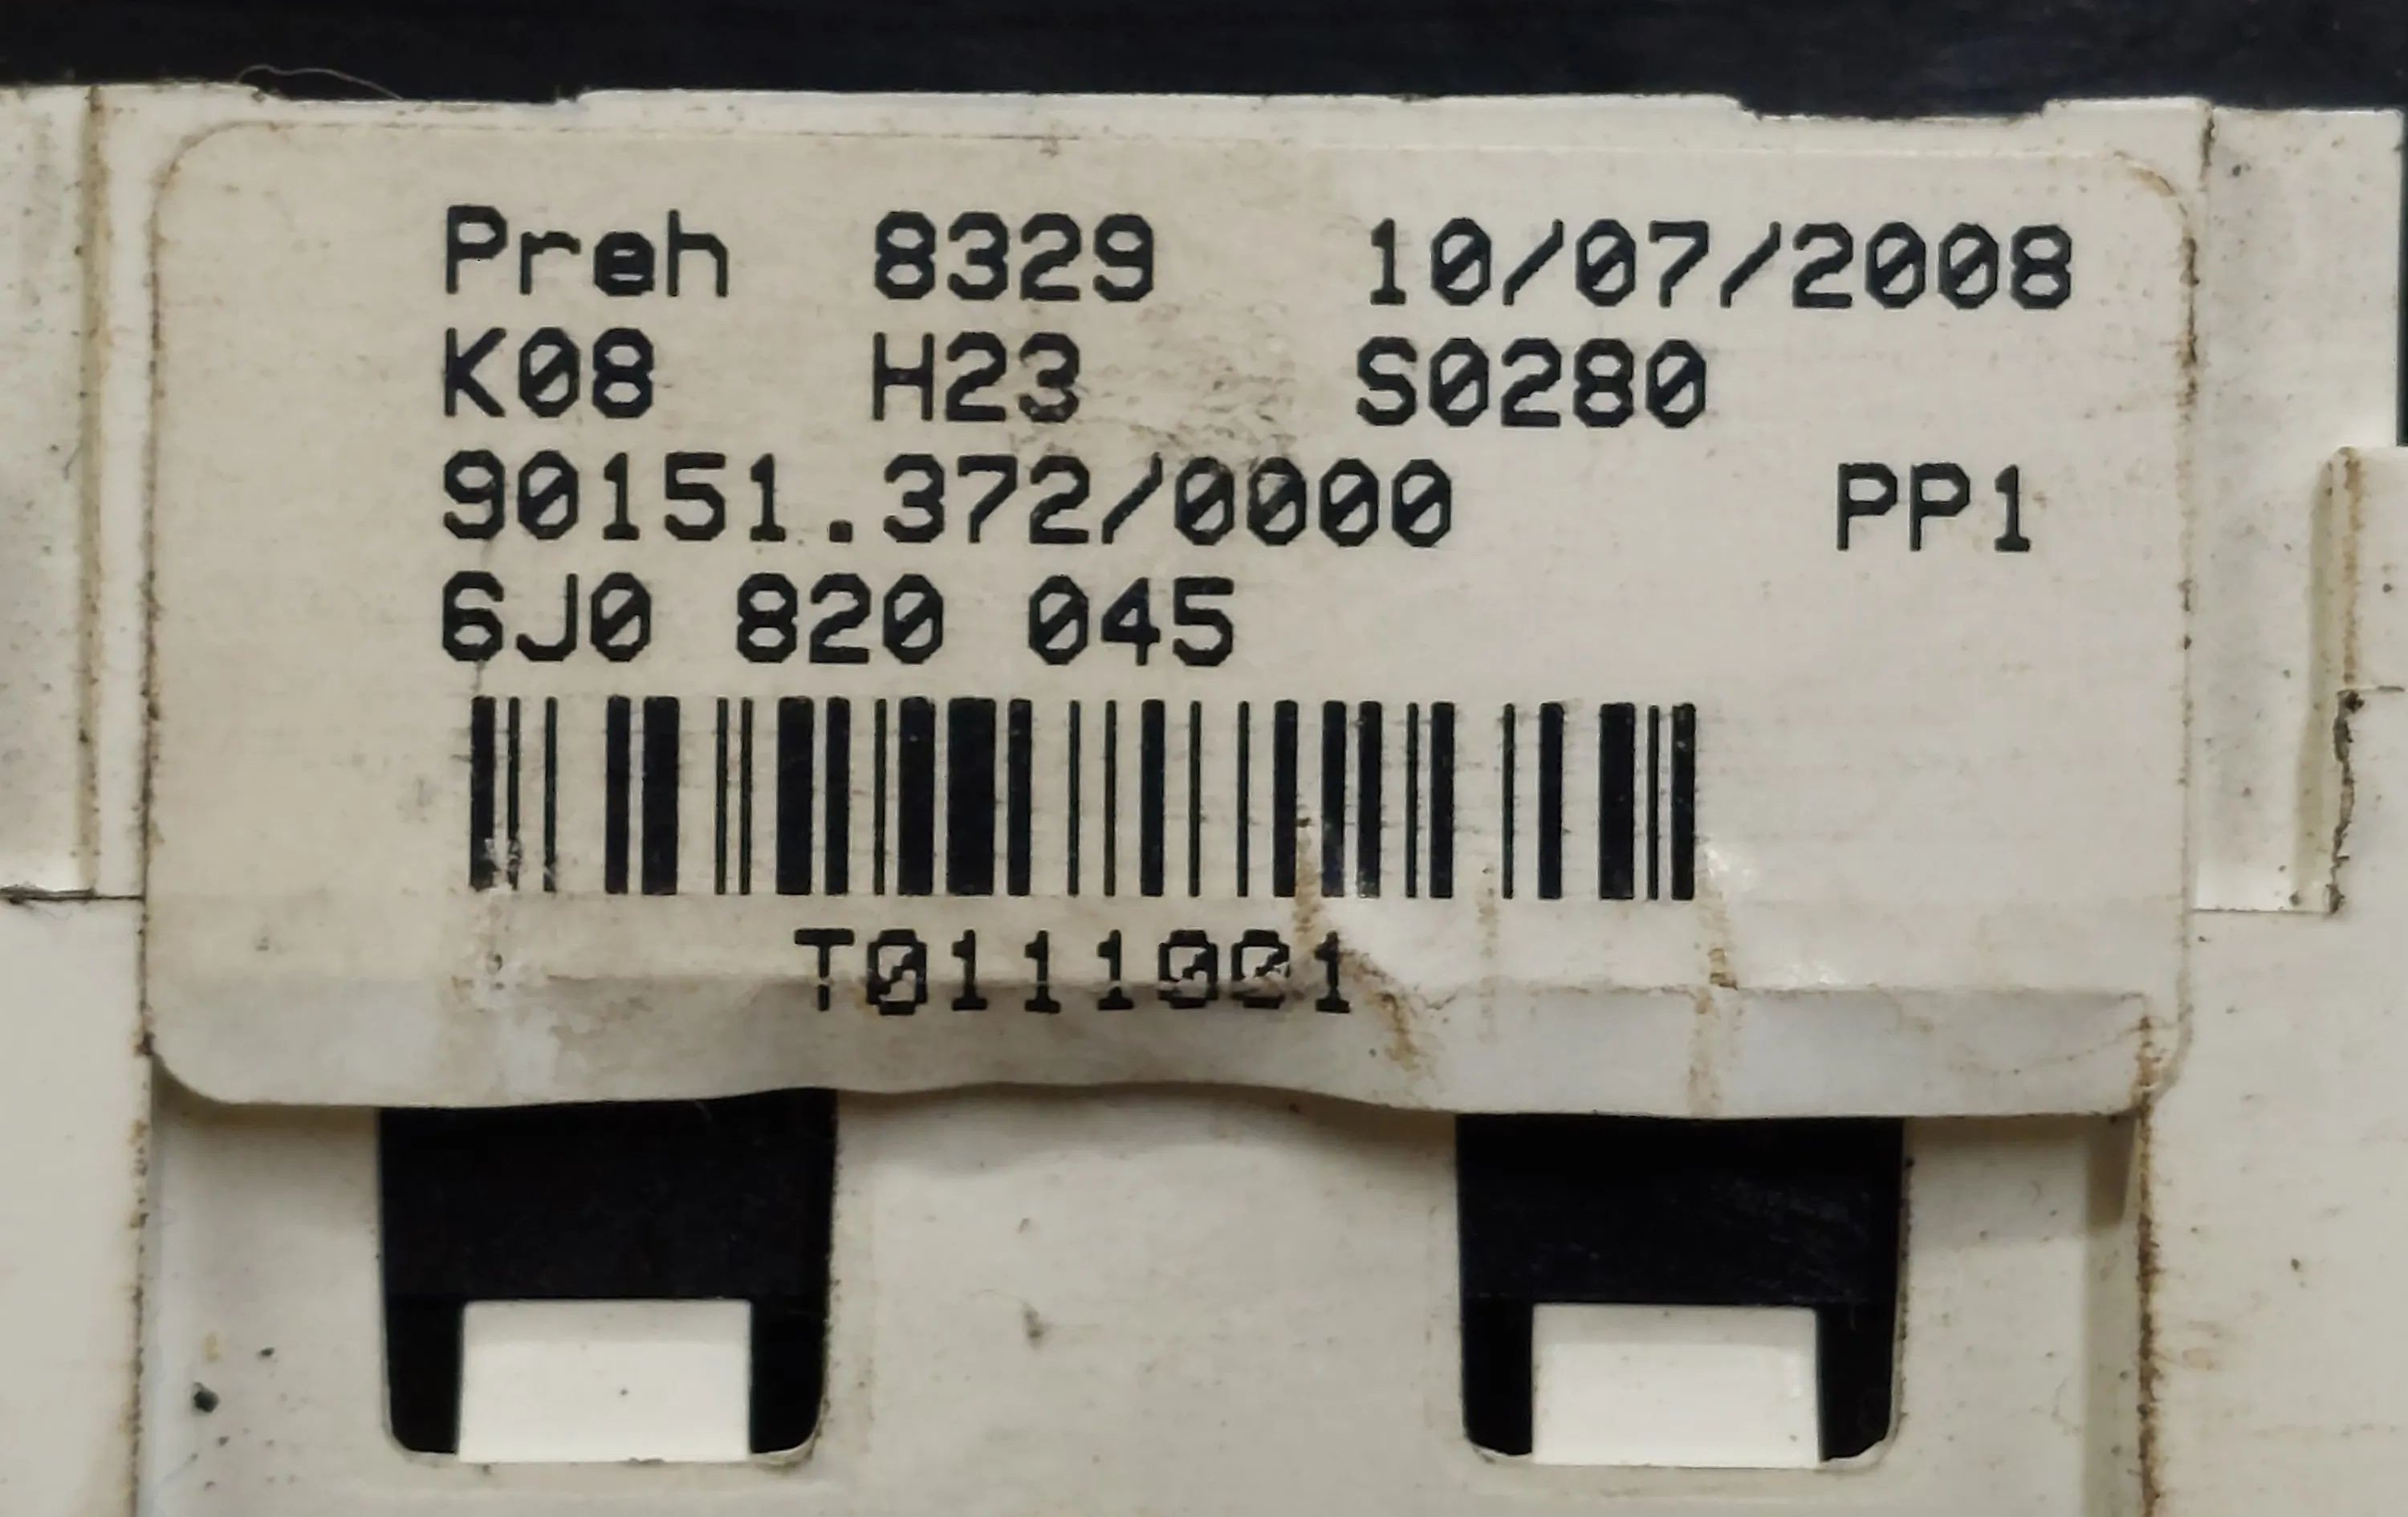 Preh 8329 10/07/2008
K08 H23 S0280
90151.372/0000 PP1
6J0 820 045
T0111001